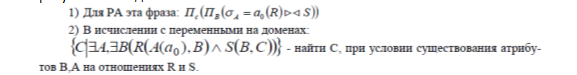 1) Для РА эта фраза: Π_c(Π_B(σ_A = a_0(R)▷◁ S))
2) В исчислении с переменными на доменах:
{C|∃A,∃B(R(A(a_0),B)∧S(B,C))} - найти С, при условии существования атрибу-
тов В,А на отношениях R и S.